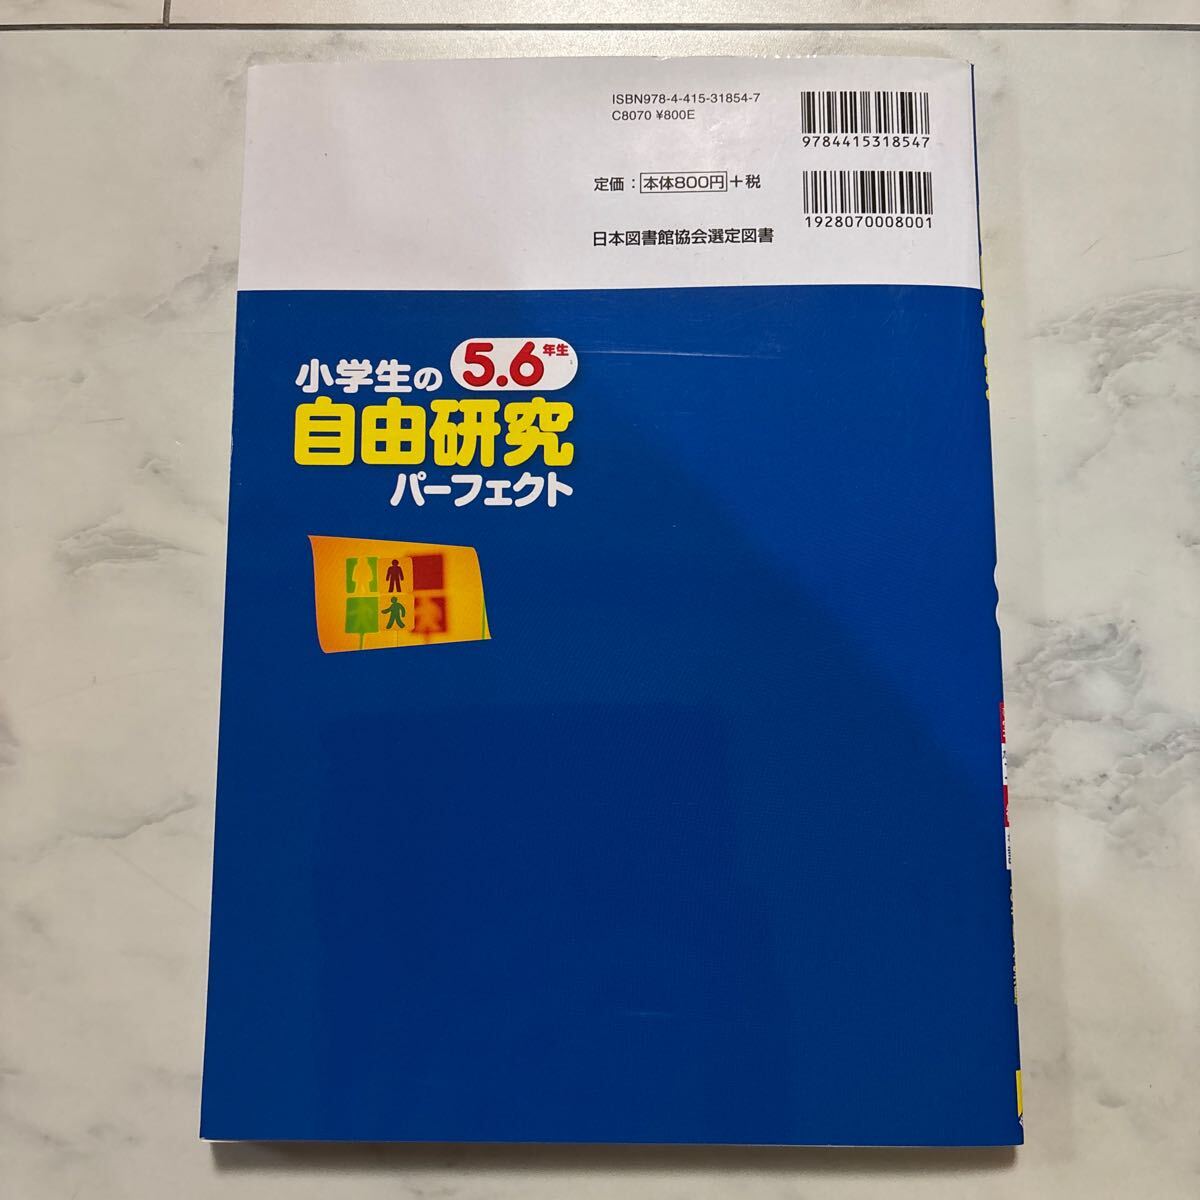 ISBN978-4-415-31854-7
C8070 ¥800E
9784415318547
定価：本体800円+税
1928070008001
日本図書館協会選定図書
小学生の5.6年生
自由研究
パーフェクト